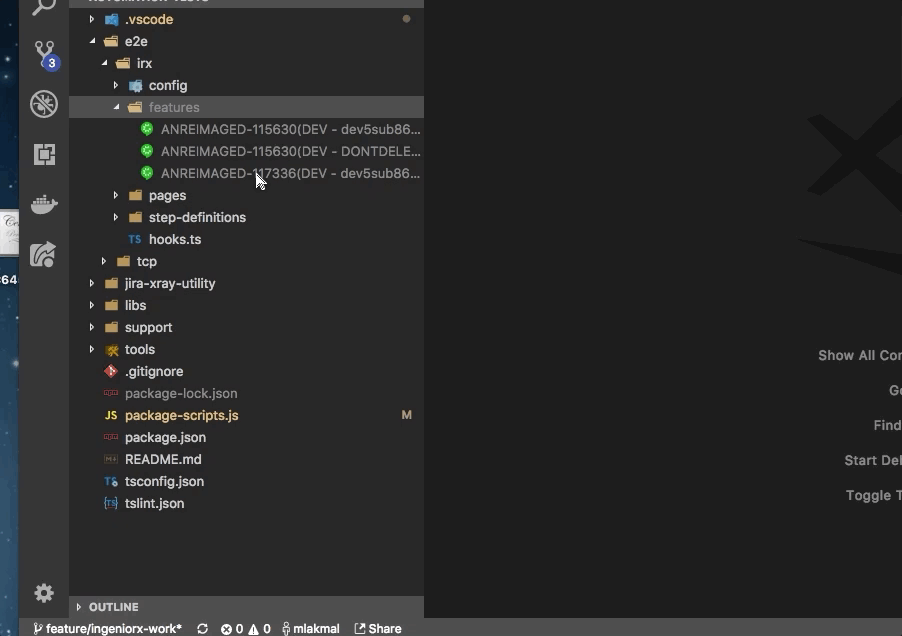 .vscode
e2e
3
irx
config
features
ANREIMAGED-115630(DEV - dev5sub86...
ANREIMAGED-115630(DEV - DONTDELE...
ANREIMAGED-117336(DEV - dev5sub86...
pages
step-definitions
TS hooks.ts
tcp
64
jira-xray-utility
libs
support
tools
.gitignore
package-lock.json
JS package-scripts.js M
package.json
README.md
TS tsconfig.json
TS tslint.json
Show All Co
G
Find
Start De
Toggle T
OUTLINE
feature/ingeniorx-work* 0 0 mlakmal Share